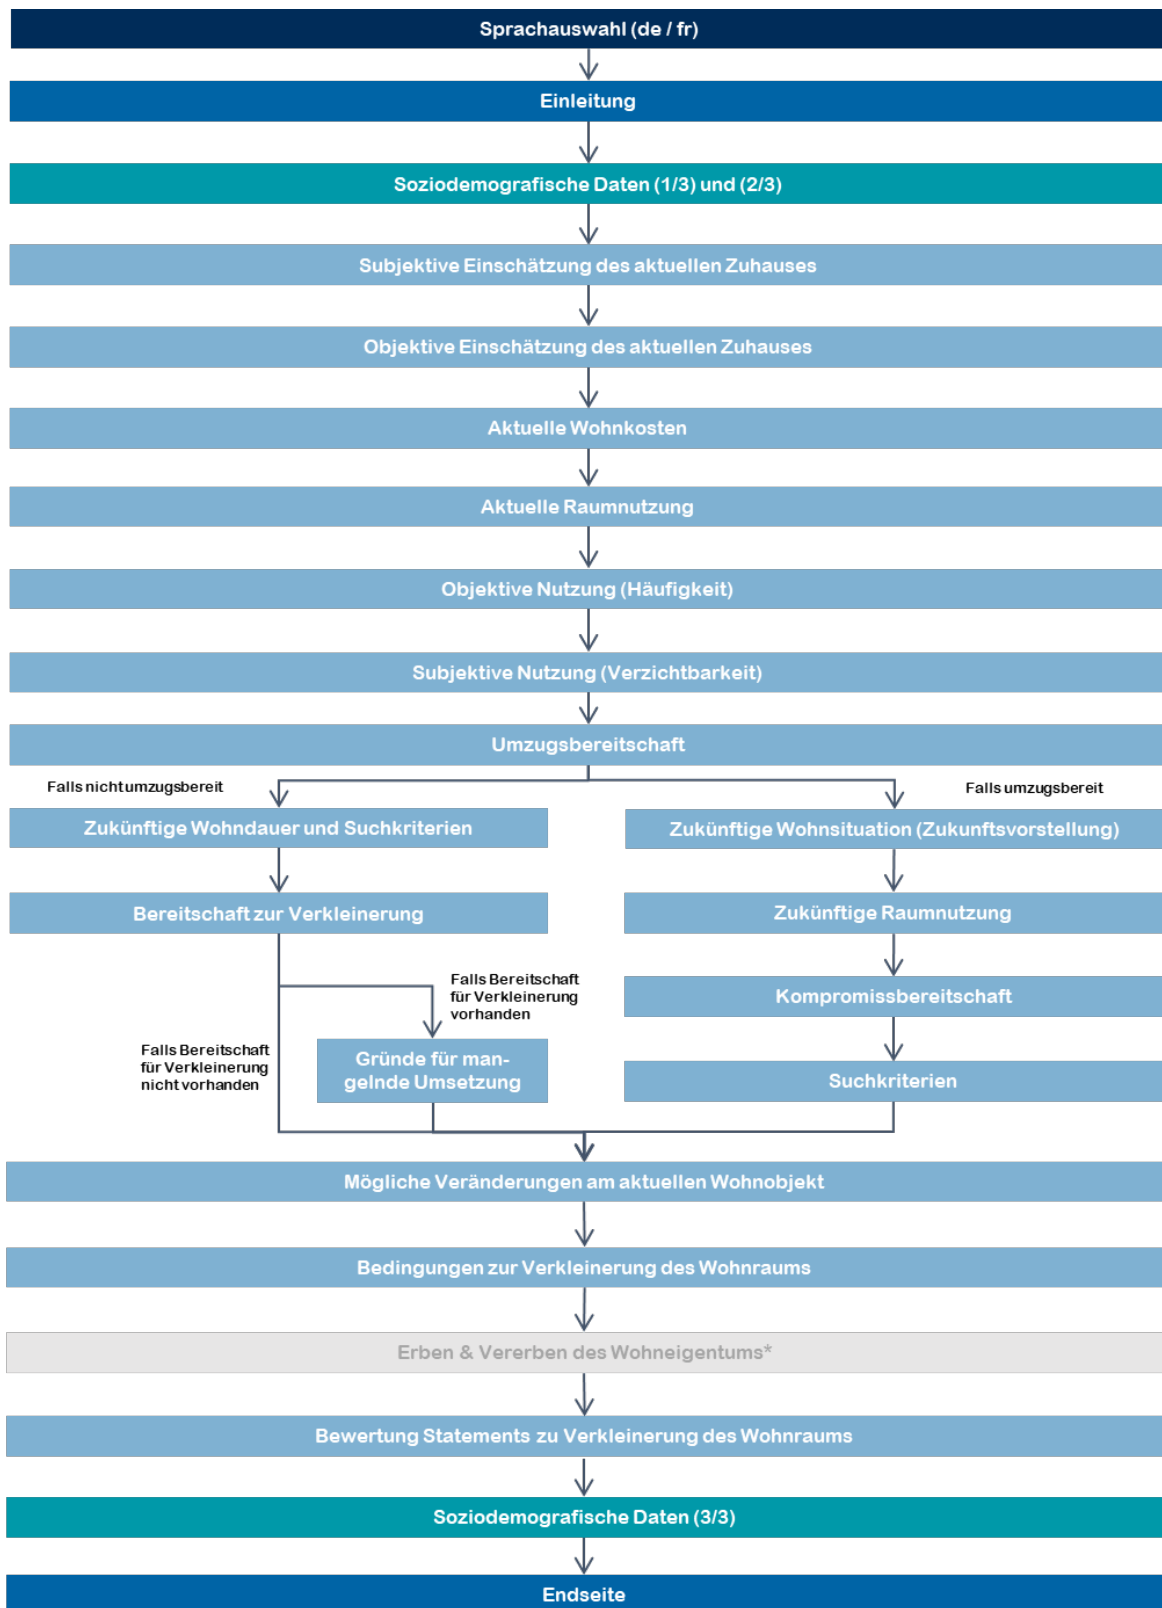 Sprachauswahl (de / fr)
Einleitung
Soziodemografische Daten (1/3) und (2/3)
Subjektive Einschätzung des aktuellen Zuhauses
Objektive Einschätzung des aktuellen Zuhauses
Aktuelle Wohnkosten
Aktuelle Raumnutzung
Objektive Nutzung (Häufigkeit)
Subjektive Nutzung (Verzichtbarkeit)
Umzugsbereitschaft
Falls nicht umzugsbereit
Falls umzugsbereit
Zukünftige Wohndauer und Suchkriterien
Zukünftige Wohnsituation (Zukunftsvorstellung)
Bereitschaft zur Verkleinerung
Zukünftige Raumnutzung
Falls Bereitschaft
für Verkleinerung
vorhanden
Kompromissbereitschaft
Falls Bereitschaft
für Verkleinerung
nicht vorhanden
Gründe für man-
gelnde Umsetzung
Suchkriterien
Mögliche Veränderungen am aktuellen Wohnobjekt
Bedingungen zur Verkleinerung des Wohnraums
Erben & Vererben des Wohneigentums*
Bewertung Statements zu Verkleinerung des Wohnraums
Soziodemografische Daten (3/3)
Endseite